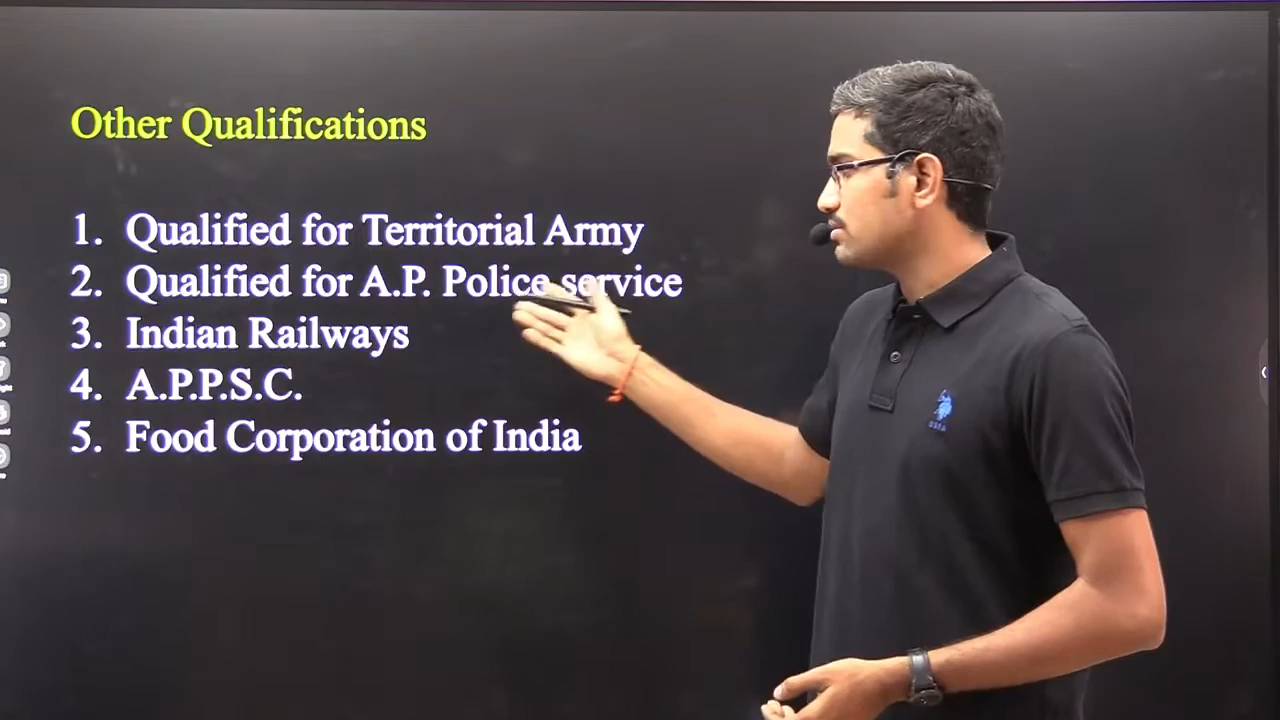 Other Qualifications
1. Qualified for Territorial Army
2. Qualified for A.P. Police service
3. Indian Railways
4. A.P.P.S.C.
5. Food Corporation of India